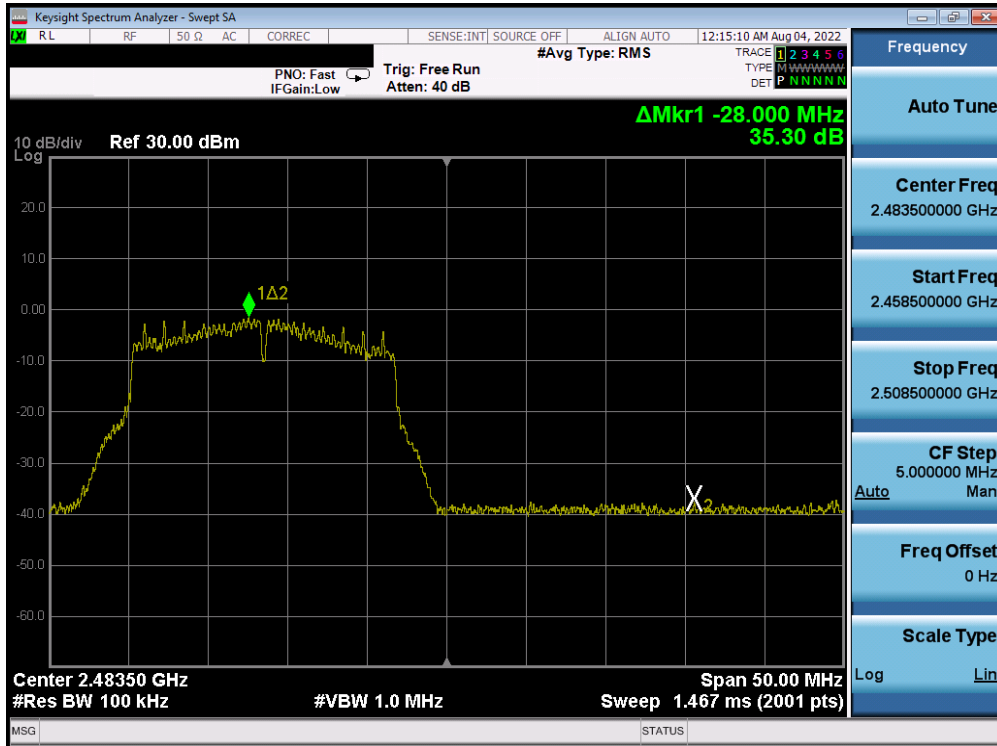 Keysight Spectrum Analyzer - Swept SA
LXI RL RF 50 Ω AC CORREC SENSE:INT SOURCE OFF ALIGN AUTO 12:15:10 AM Aug 04, 2022
#Avg Type: RMS
TRACE 1 2 3 4 5 6
PNO: Fast Trig: Free Run
TYPE M WWWWW
IFGain:Low Atten: 40 dB
DET P N N N N N
ΔMkr1 -28.000 MHz
35.30 dB
10 dB/div Ref 30.00 dBm
Log
20.0
10.0
0.00
-10.0
-20.0
-30.0
-40.0
-50.0
-60.0
1Δ2
X2
Center 2.48350 GHz Span 50.00 MHz
#Res BW 100 kHz #VBW 1.0 MHz Sweep 1.467 ms (2001 pts)
MSG STATUS
Frequency
Auto Tune
Center Freq
2.483500000 GHz
Start Freq
2.458500000 GHz
Stop Freq
2.508500000 GHz
CF Step
5.000000 MHz
Auto Man
Freq Offset
0 Hz
Scale Type
Log Lin